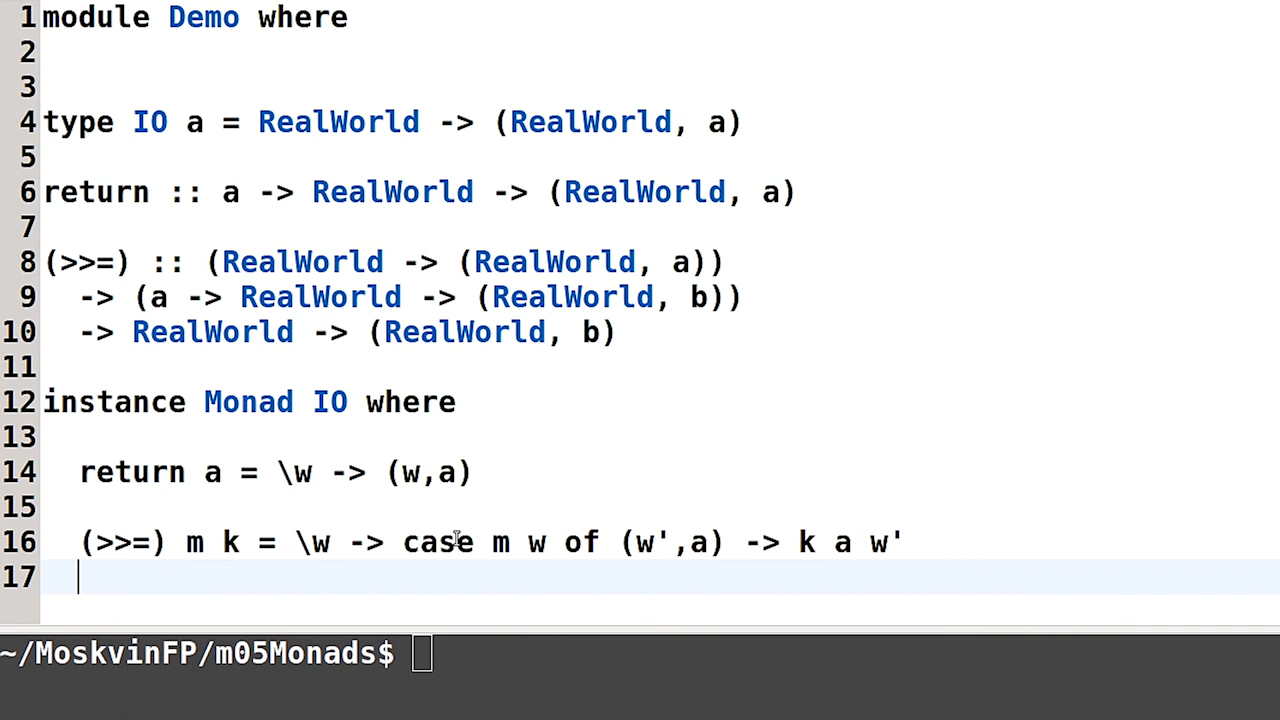 1 module Demo where
2
3
4 type IO a = RealWorld -> (RealWorld, a)
5
6 return :: a -> RealWorld -> (RealWorld, a)
7
8 (>>=) :: (RealWorld -> (RealWorld, a))
9   -> (a -> RealWorld -> (RealWorld, b))
10   -> RealWorld -> (RealWorld, b)
11
12 instance Monad IO where
13
14   return a = \w -> (w,a)
15
16   (>>=) m k = \w -> case m w of (w',a) -> k a w'
17
~/MoskvinFP/m05Monads$